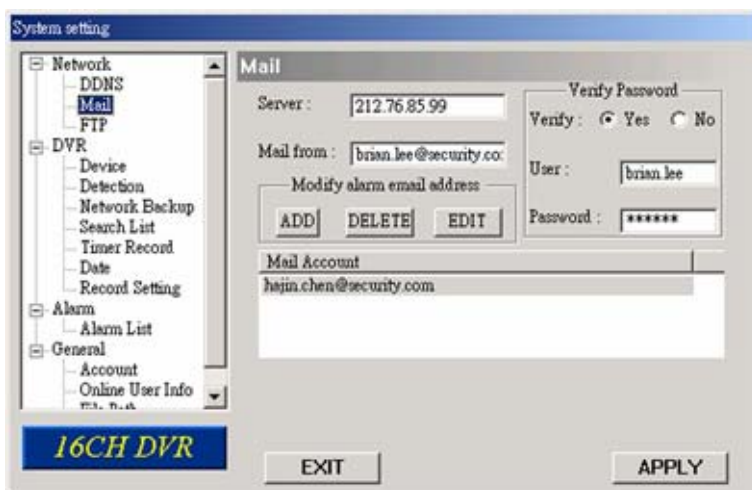 System setting
Network
DDNS
Mail
FTP
DVR
Device
Detection
Network Backup
Search List
Timer Record
Date
Record Setting
Alarm
Alarm List
General
Account
Online User Info
File Path
16CH DVR
Mail
Server :
212.76.85.99
Mail from :
brian.lee@security.co
Modify alarm email address
ADD DELETE EDIT
Verify Password
Verify : Yes No
User :
brian.lee
Password :
******
Mail Account
hajin.chen@security.com
EXIT APPLY